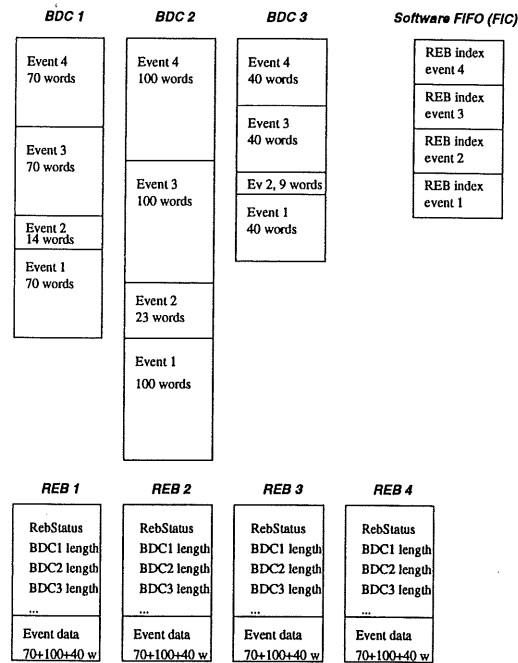 BDC 1
BDC 2
BDC 3
Software FIFO (FIC)
Event 4
70 words
Event 3
70 words
Event 2
14 words
Event 1
70 words
Event 4
100 words
Event 3
100 words
Event 2
23 words
Event 1
100 words
Event 4
40 words
Event 3
40 words
Ev 2, 9 words
Event 1
40 words
REB index
event 4
REB index
event 3
REB index
event 2
REB index
event 1
REB 1
REB 2
REB 3
REB 4
RebStatus
BDC1 length
BDC2 length
BDC3 length
...
Event data
70+100+40 w
RebStatus
BDC1 length
BDC2 length
BDC3 length
...
Event data
70+100+40 w
RebStatus
BDC1 length
BDC2 length
BDC3 length
...
Event data
70+100+40 w
RebStatus
BDC1 length
BDC2 length
BDC3 length
...
Event data
70+100+40 w